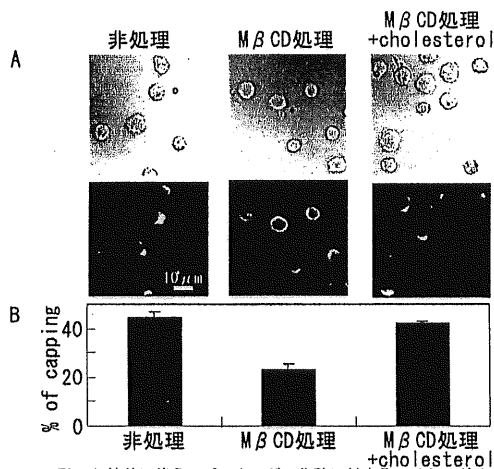 非処理
MβCD処理
MβCD処理
+cholesterol
A
10μm
B
% of capping
40
20
0
非処理
MβCD処理
MβCD処理
+cholesterol